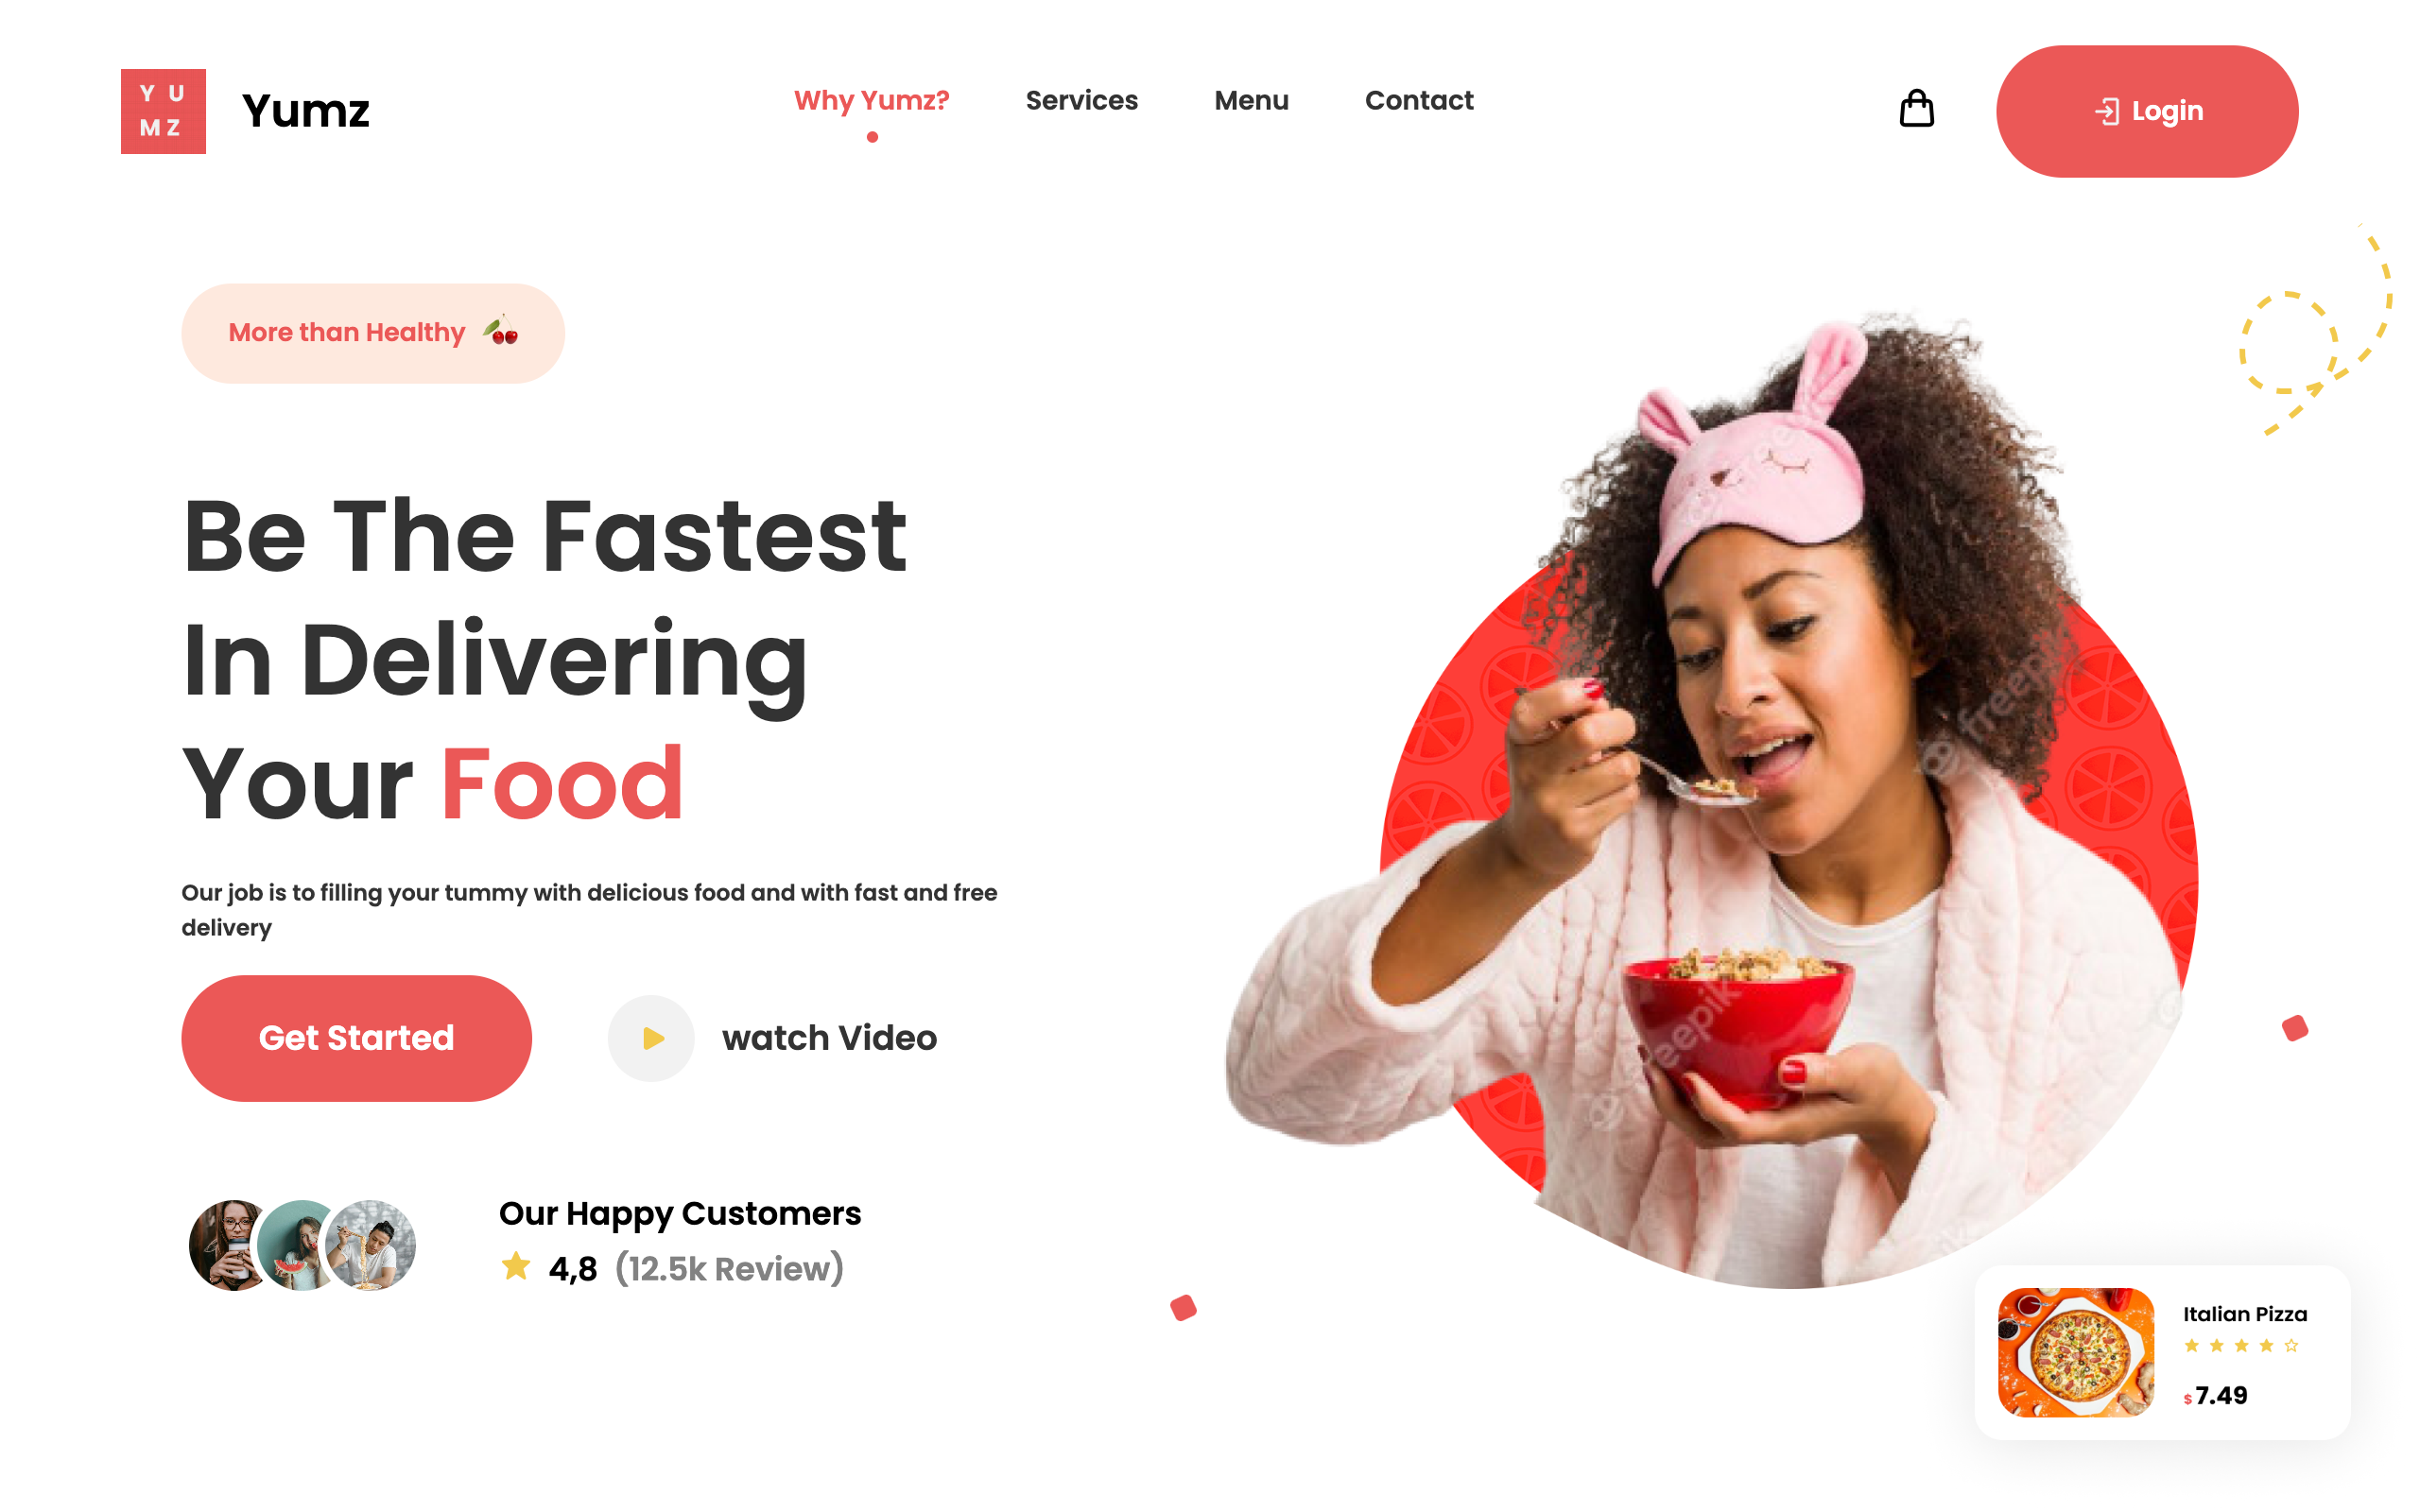 Y U
M Z
Yumz
Why Yumz?
Services
Menu
Contact
Login
More than Healthy
Be The Fastest
In Delivering
Your Food
Our job is to filling your tummy with delicious food and with fast and free
delivery
Get Started
watch Video
Our Happy Customers
4,8 (12.5k Review)
freepik
freepik
Italian Pizza
$7.49